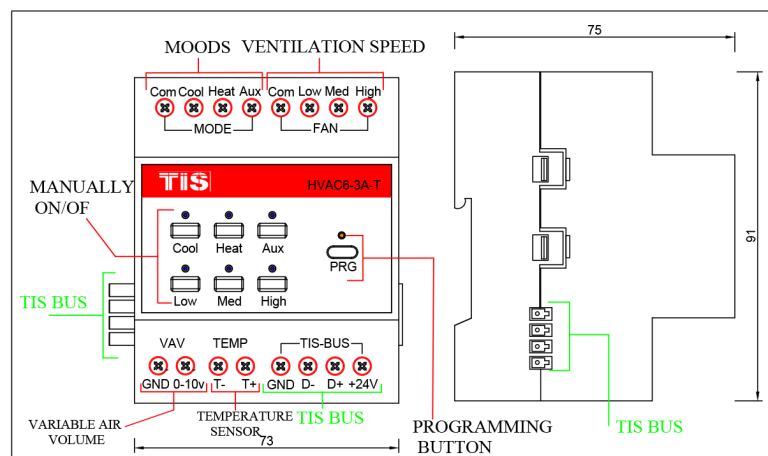 MOODS VENTILATION SPEED
75
Com Cool Heat Aux Com Low Med High
MODE FAN
TIS HVAC6-3A-T
MANUALLY
ON/OF
Cool Heat Aux
PRG
Low Med High
TIS BUS
91
VAV TEMP TIS-BUS
GND 0-10v T- T+ GND D- D+ +24V
VARIABLE AIR
VOLUME
TEMPERATURE
SENSOR
TIS BUS
PROGRAMMING
BUTTON
TIS BUS
73